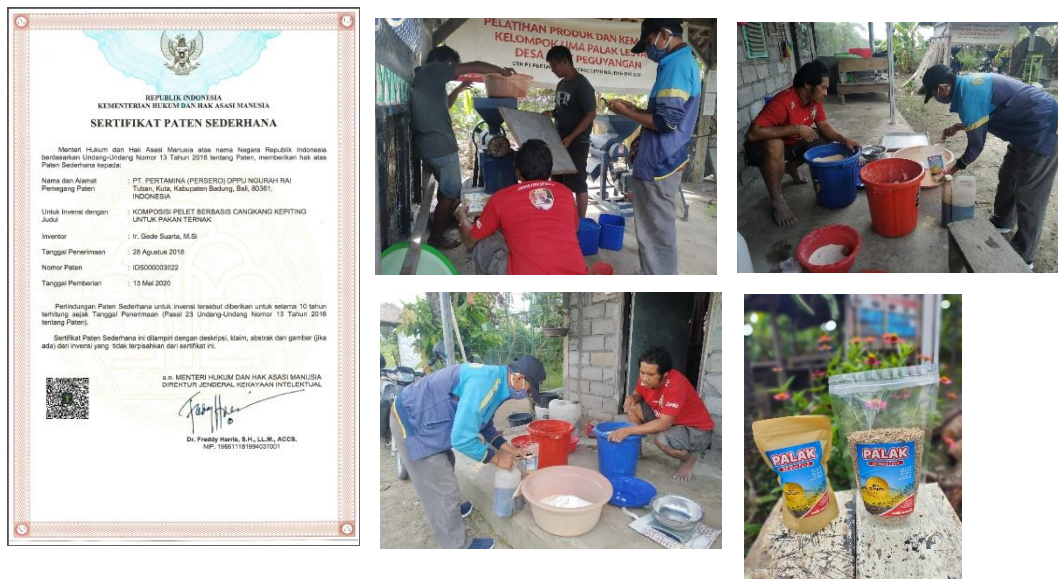 REPUBLIK INDONESIA
KEMENTERIAN HUKUM DAN HAK ASASI MANUSIA
SERTIFIKAT PATEN SEDERHANA
Menteri Hukum dan Hak Asasi Manusia atas nama Negara Republik Indonesia
berdasarkan Undang-Undang Nomor 13 Tahun 2016 tentang Paten, memberikan hak atas
Paten Sederhana kepada:
Nama dan Alamat : PT. PERTAMINA (PERSERO) DPPU NGURAH RAI
Pemegang Paten Tuban, Kuta, Kabupaten Badung, Bali, 80361,
INDONESIA
Untuk Invensi dengan : KOMPOSISI PELET BERBASIS CANGKANG KEPITING
Judul UNTUK PAKAN TERNAK
Inventor : Ir. Gede Suarta, M.Si
Tanggal Penerimaan : 28 Agustus 2018
Nomor Paten : IDS000003022
Tanggal Pemberian : 13 Mei 2020
Perlindungan Paten Sederhana untuk invensi tersebut diberikan untuk selama 10 tahun
terhitung sejak Tanggal Penerimaan (Pasal 23 Undang-Undang Nomor 13 Tahun 2016
tentang Paten).
Sertifikat Paten Sederhana ini dilampiri dengan deskripsi, klaim, abstrak dan gambar (jika
ada) dari invensi yang tidak terpisahkan dari sertifikat ini.
a.n. MENTERI HUKUM DAN HAK ASASI MANUSIA
DIREKTUR JENDERAL KEKAYAAN INTELEKTUAL
Dr. Freddy Harris, S.H., LL.M., ACCS.
NIP. 196611181994031001
PELATIHAN PRODUK DAN KEM
KELOMPOK UMA PALAK LESTA
DESA PEGUYANGAN
PALAK
PALAK